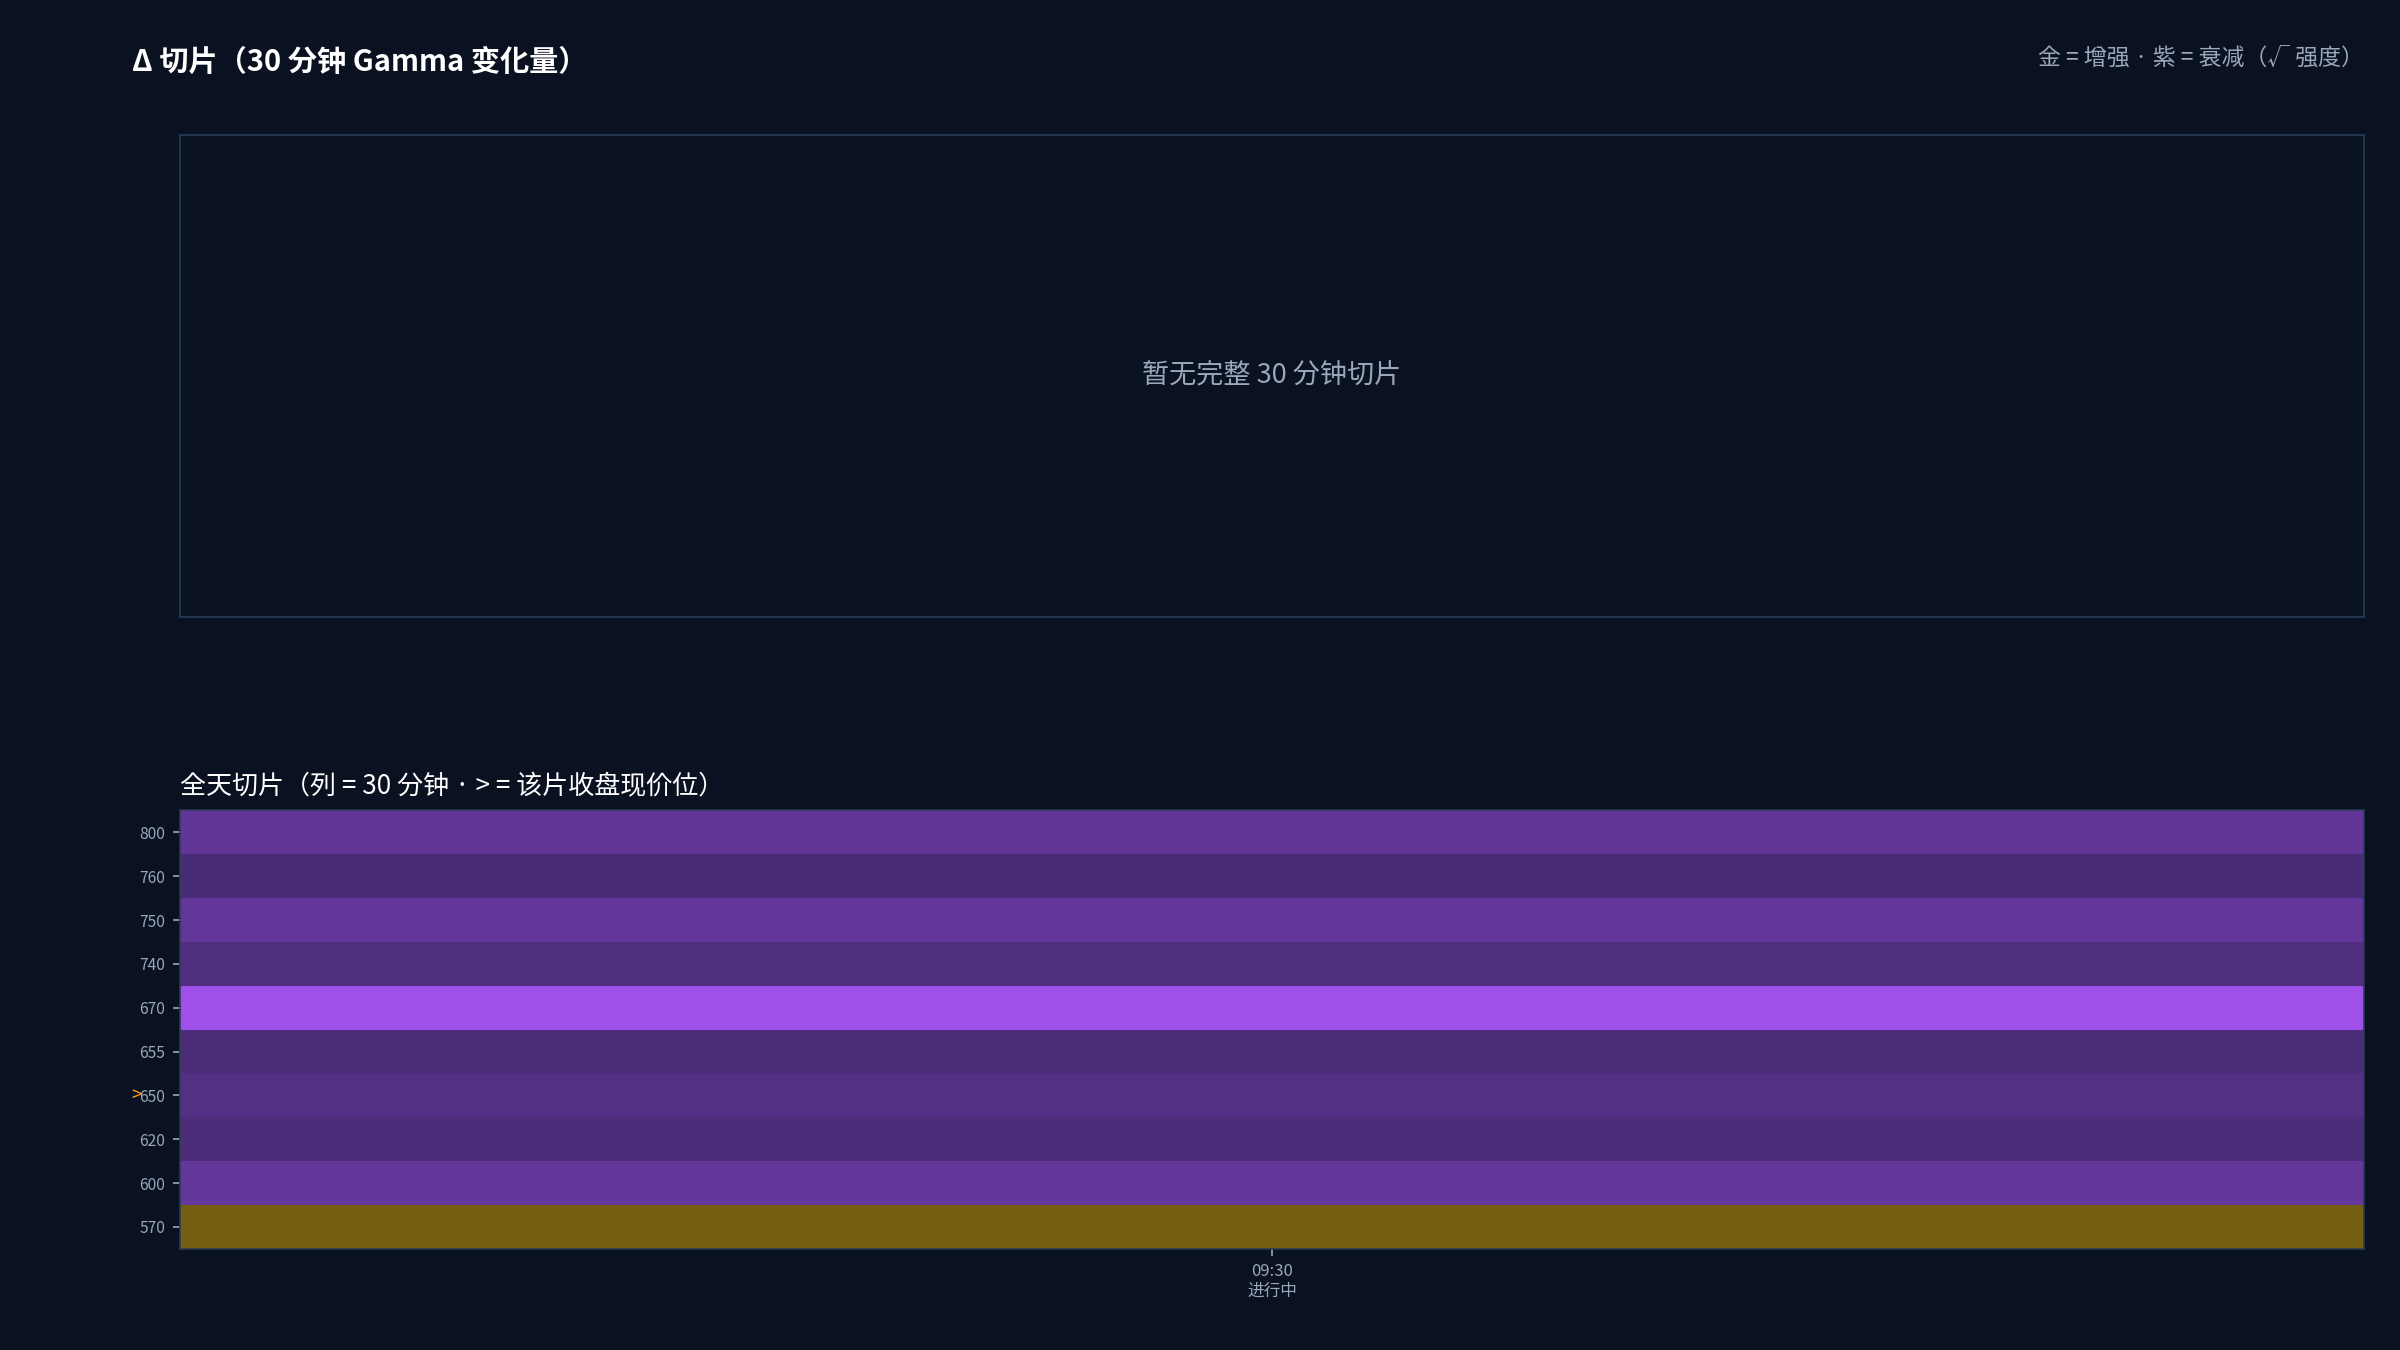 Δ 切片（30 分钟 Gamma 变化量）
金 = 增强 · 紫 = 衰减（√ 强度）
暂无完整 30 分钟切片
全天切片（列 = 30 分钟 · > = 该片收盘现价位）
800
760
750
740
670
655
>650
620
600
570
09:30
进行中